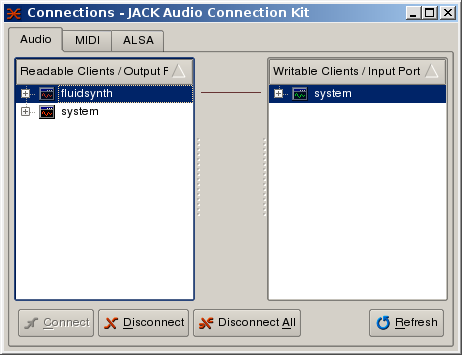 Connections - JACK Audio Connection Kit
Audio MIDI ALSA
Readable Clients / Output F Writable Clients / Input Port
fluidsynth system
system
Connect Disconnect Disconnect All Refresh